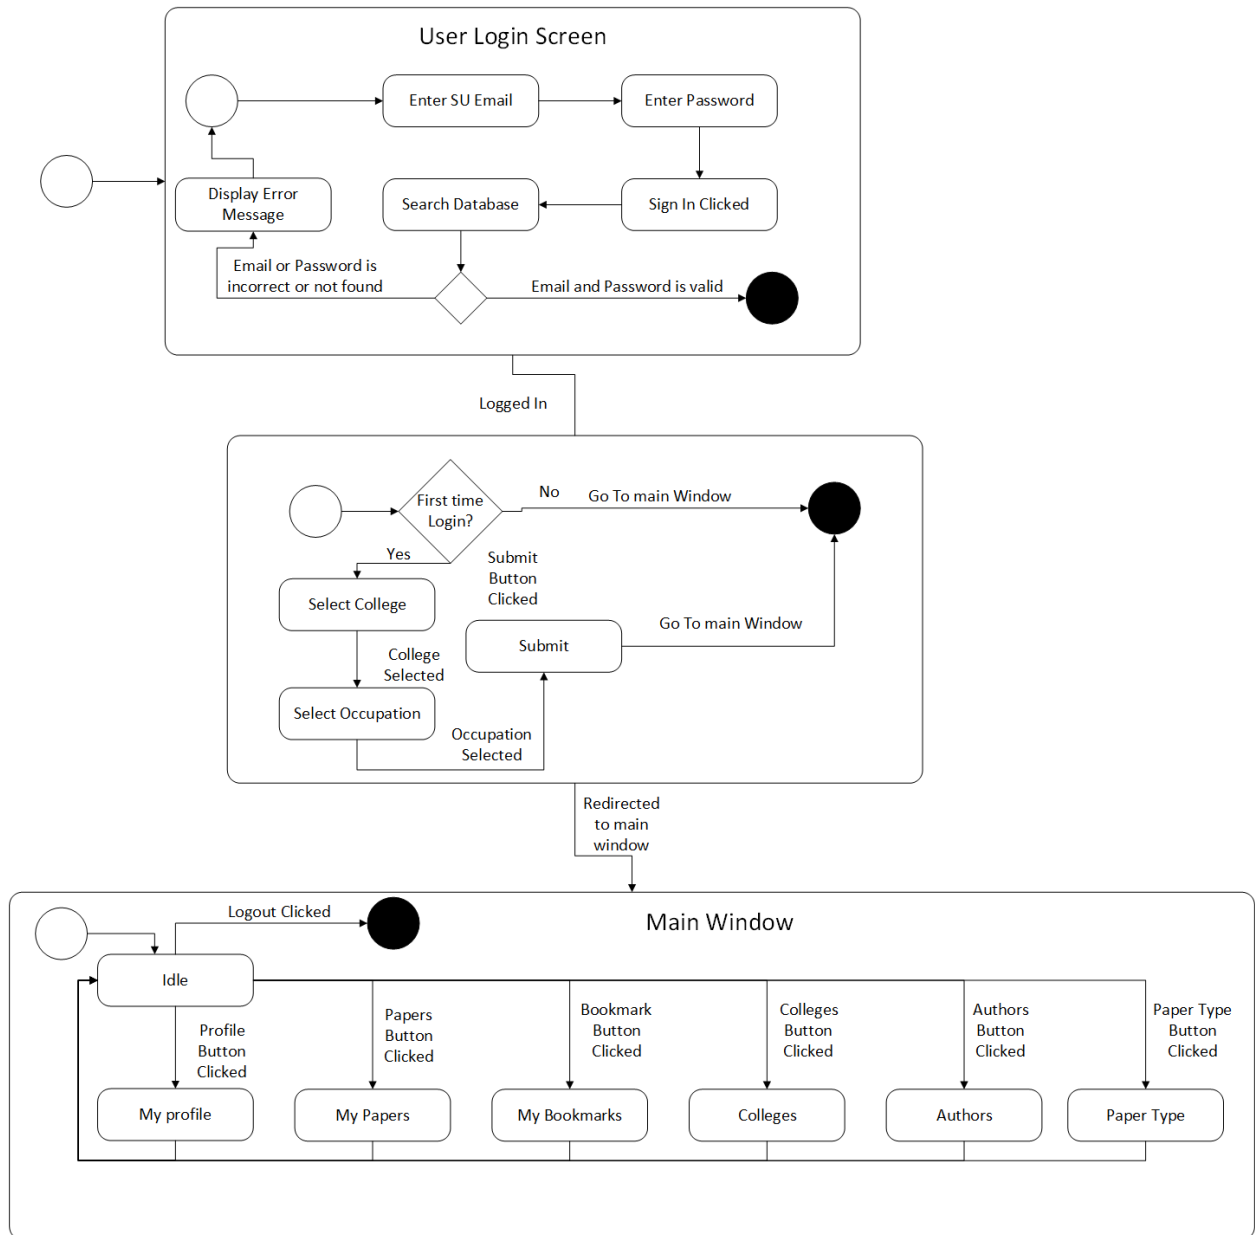 User Login Screen
Enter SU Email
Enter Password
Display Error
Message
Search Database
Sign In Clicked
Email or Password is
incorrect or not found
Email and Password is valid
Logged In
First time
Login?
No
Go To main Window
Yes
Submit
Button
Clicked
Select College
Submit
Go To main Window
College
Selected
Select Occupation
Occupation
Selected
Redirected
to main
window
Main Window
Logout Clicked
Idle
Profile
Button
Clicked
Papers
Button
Clicked
Bookmark
Button
Clicked
Colleges
Button
Clicked
Authors
Button
Clicked
Paper Type
Button
Clicked
My profile
My Papers
My Bookmarks
Colleges
Authors
Paper Type